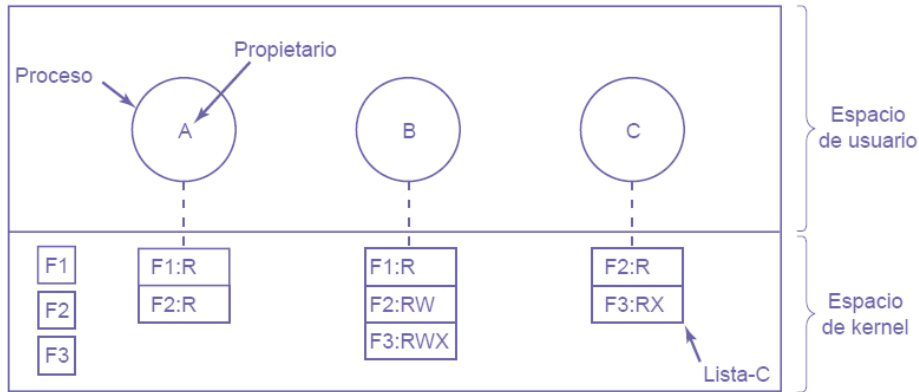 Propietario
Proceso
A
B
C
Espacio
de usuario
F1
F2
F3
F1:R
F2:R
F1:R
F2:RW
F3:RWX
F2:R
F3:RX
Lista-C
Espacio
de kernel